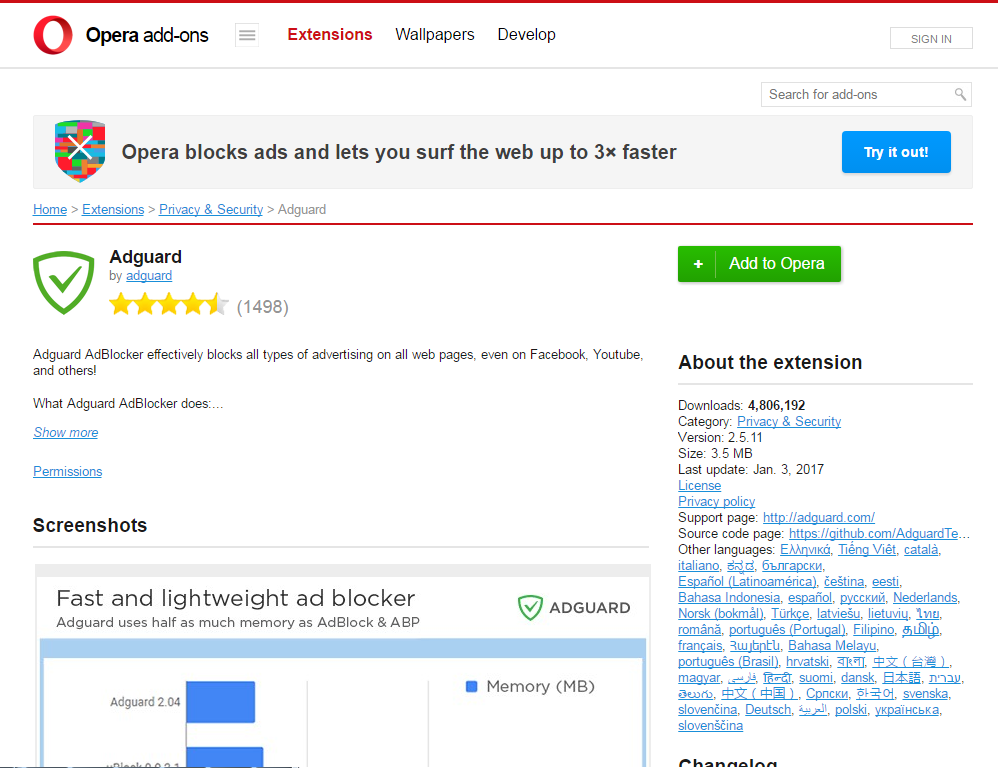 Opera add-ons
Extensions Wallpapers Develop
SIGN IN
Search for add-ons
Opera blocks ads and lets you surf the web up to 3× faster
Try it out!
Home > Extensions > Privacy & Security > Adguard
Adguard
by adguard
(1498)
+ Add to Opera
Adguard AdBlocker effectively blocks all types of advertising on all web pages, even on Facebook, Youtube,
and others!
What Adguard AdBlocker does:...
Show more
Permissions
Screenshots
Fast and lightweight ad blocker
Adguard uses half as much memory as AdBlock & ABP
ADGUARD
Memory (MB)
Adguard 2.04
About the extension
Downloads: 4,806,192
Category: Privacy & Security
Version: 2.5.11
Size: 3.5 MB
Last update: Jan. 3, 2017
License
Privacy policy
Support page: http://adguard.com/
Source code page: https://github.com/AdguardTe...
Other languages: Ελληνικά, Tiếng Việt, català,
italiano, ಕನ್ನಡ, български,
Español (Latinoamérica), čeština, eesti,
Bahasa Indonesia, español, русский, Nederlands,
Norsk (bokmål), Türkçe, latviešu, lietuvių, ไทย,
română, português (Portugal), Filipino, தமிழ்,
français, Հայերէն, Bahasa Melayu,
português (Brasil), hrvatski, বাংলা, 中文 ( 台灣 ),
magyar, فارسی, हिन्दी, suomi, dansk, 日本語, עברית,
తెలుగు, 中文 ( 中国 ), Српски, 한국어, svenska,
slovenčina, Deutsch, العربية, polski, українська,
slovenščina
Changelog